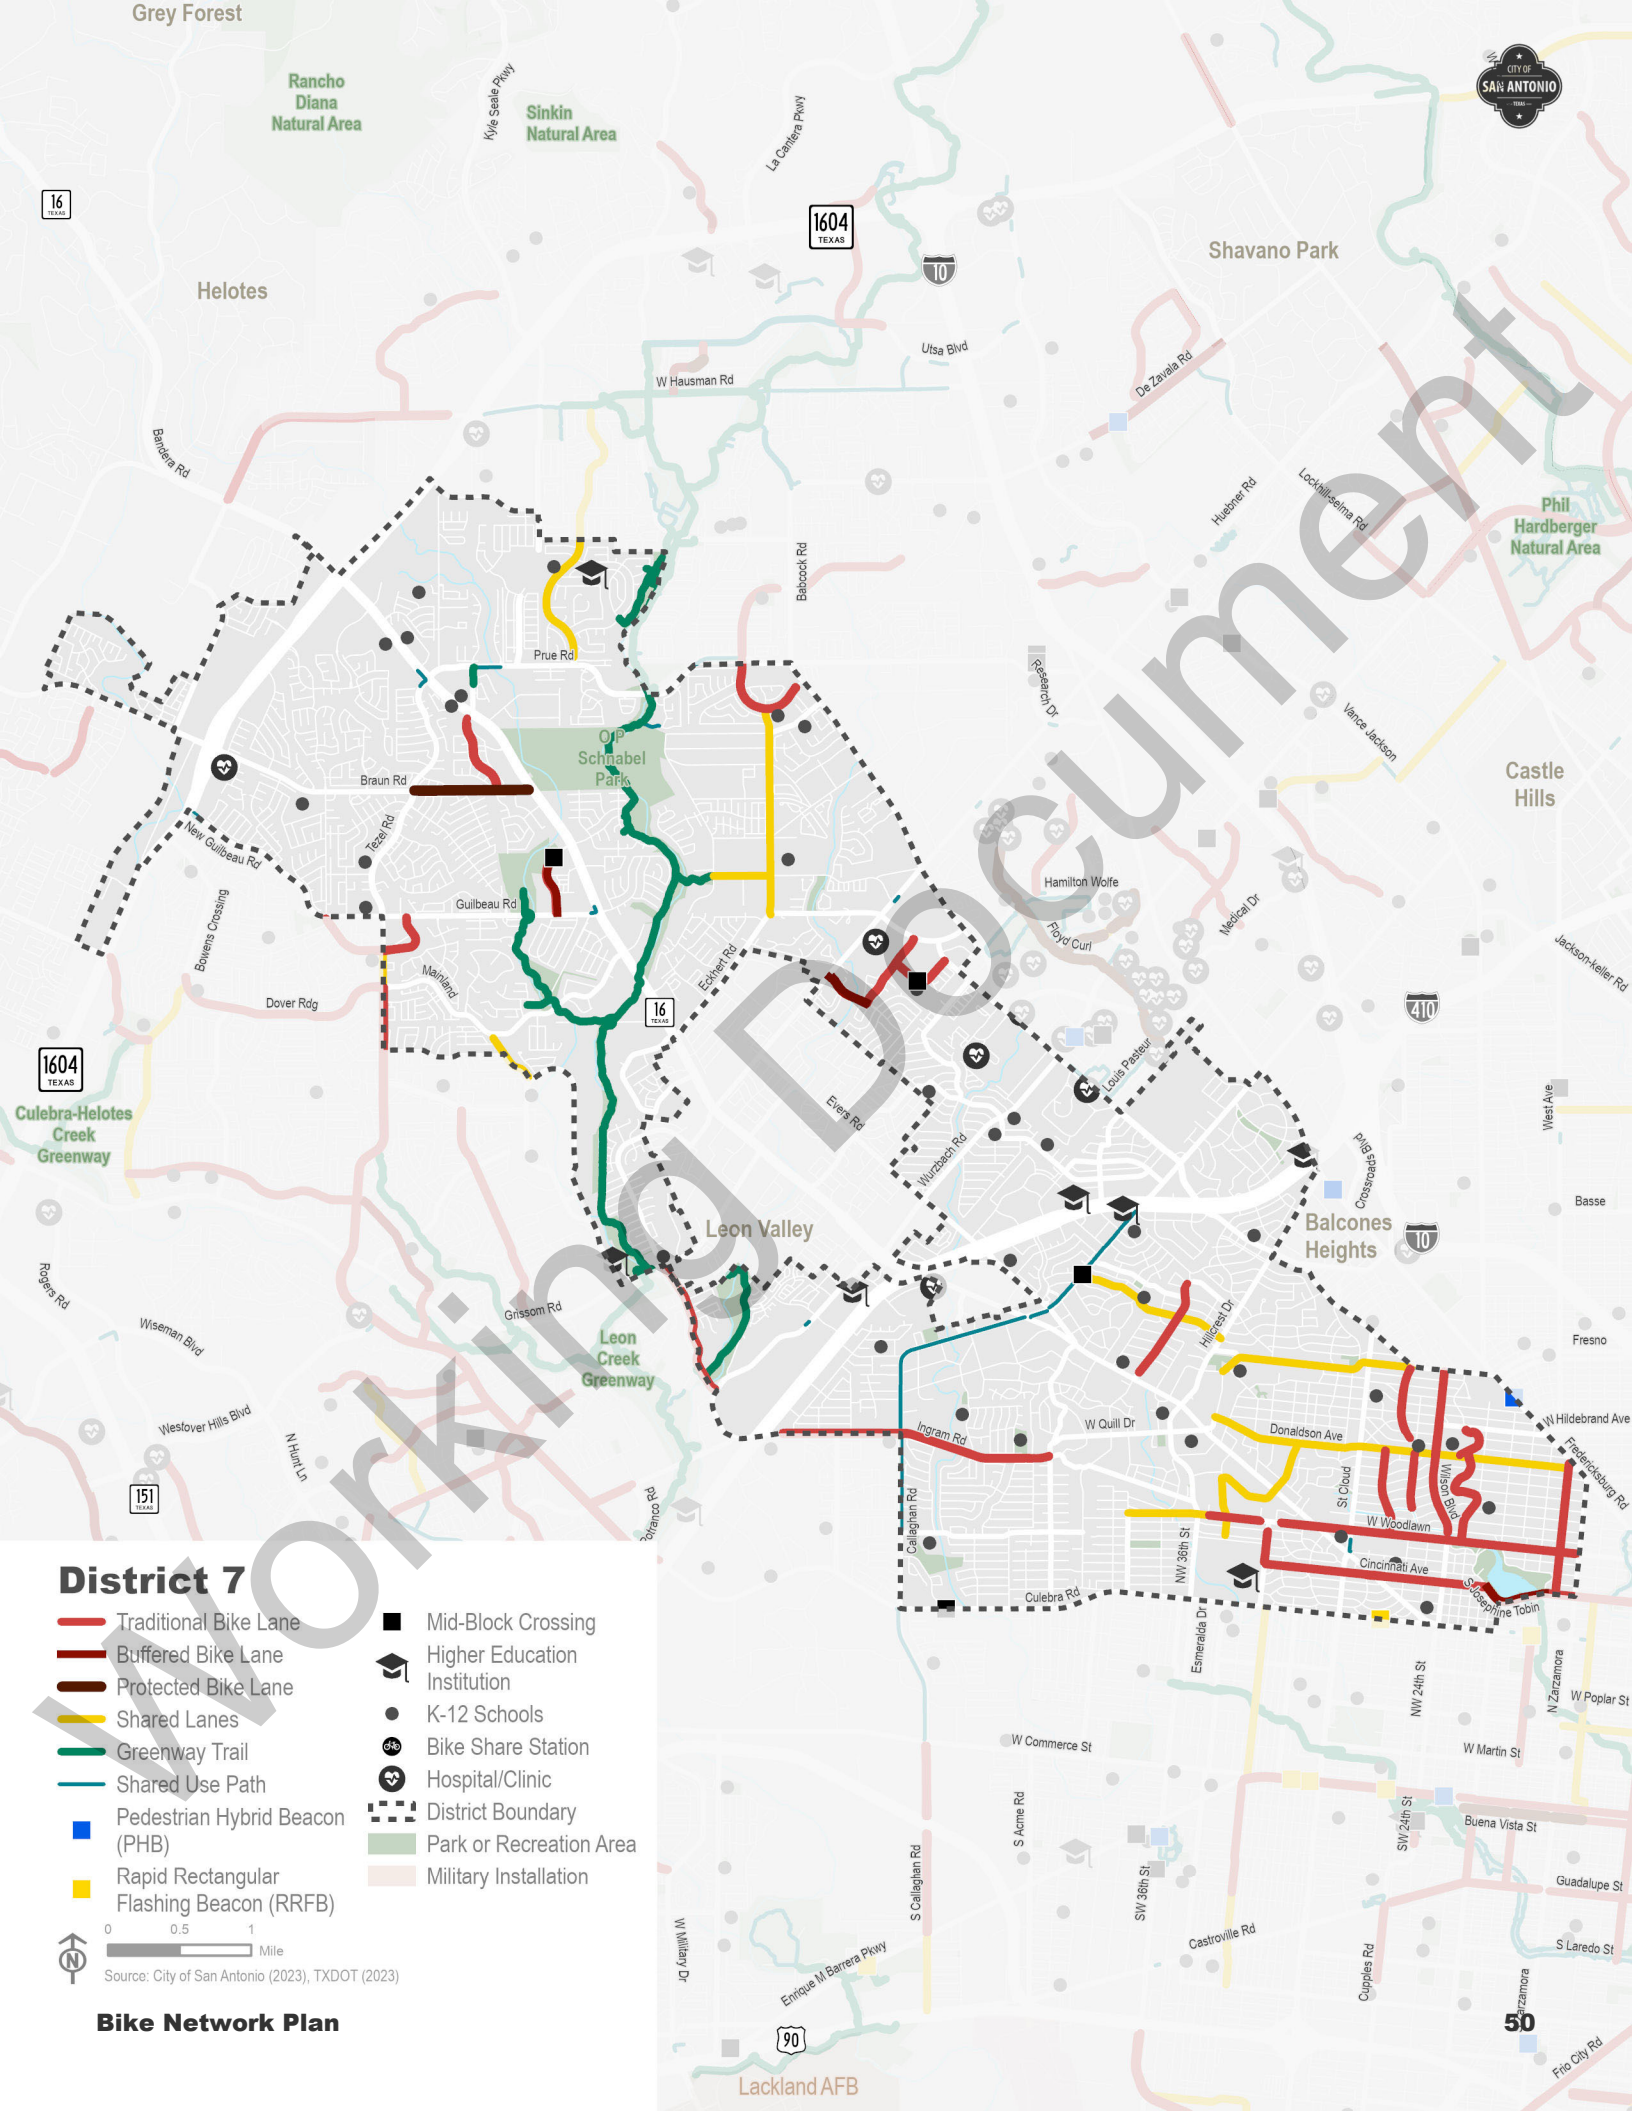 Grey Forest
Rancho
Diana
Natural Area
Kyle Seale Pkwy
Sinkin
Natural Area
La Cantera Pkwy
CITY OF
SAN ANTONIO
TEXAS
16
TEXAS
1604
TEXAS
10
Shavano Park
Helotes
Utsa Blvd
W Hausman Rd
De Zavala Rd
Bandera Rd
Huebner Rd
Lockhill-selma Rd
Phil
Hardberger
Natural Area
Babcock Rd
Prue Rd
Research Dr
Vance Jackson
O P
Schnabel
Park
Braun Rd
Castle
Hills
New Guilbeau Rd
Tezel Rd
Hamilton Wolfe
Guilbeau Rd
Bowens Crossing
Medical Dr
Floyd Curl
Eckhert Rd
Mainland
Jackson-keller Rd
Dover Rdg
16
TEXAS
410
1604
TEXAS
Louis Pasteur
Culebra-Helotes
Creek
Greenway
Evers Rd
West Ave
Wurzbach Rd
Crossroads Blvd
Basse
Leon Valley
Balcones
Heights
10
Rogers Rd
Grissom Rd
Wiseman Blvd
Hillcrest Dr
Fresno
Leon
Creek
Greenway
Westover Hills Blvd
W Quill Dr
Donaldson Ave
W Hildebrand Ave
N Hunt Ln
Ingram Rd
Fredericksburg Rd
St Cloud
Wilson Blvd
151
TEXAS
Potranco Rd
Callaghan Rd
W Woodlawn
NW 36th St
Cincinnati Ave
Culebra Rd
S Josephine Tobin
Esmeralda Dr
NW 24th St
N Zarzamora
W Poplar St
W Commerce St
W Martin St
S Acme Rd
SW 24th St
Buena Vista St
S Callaghan Rd
SW 36th St
Guadalupe St
W Military Dr
Castroville Rd
Enrique M Barrera Pkwy
Cupples Rd
S Laredo St
Frio City Rd
90
Lackland AFB
Working Document
District 7
Traditional Bike Lane
Buffered Bike Lane
Protected Bike Lane
Shared Lanes
Greenway Trail
Shared Use Path
Pedestrian Hybrid Beacon
(PHB)
Rapid Rectangular
Flashing Beacon (RRFB)
Mid-Block Crossing
Higher Education
Institution
K-12 Schools
Bike Share Station
Hospital/Clinic
District Boundary
Park or Recreation Area
Military Installation
0 0.5 1
Mile
N
Source: City of San Antonio (2023), TXDOT (2023)
Bike Network Plan
50